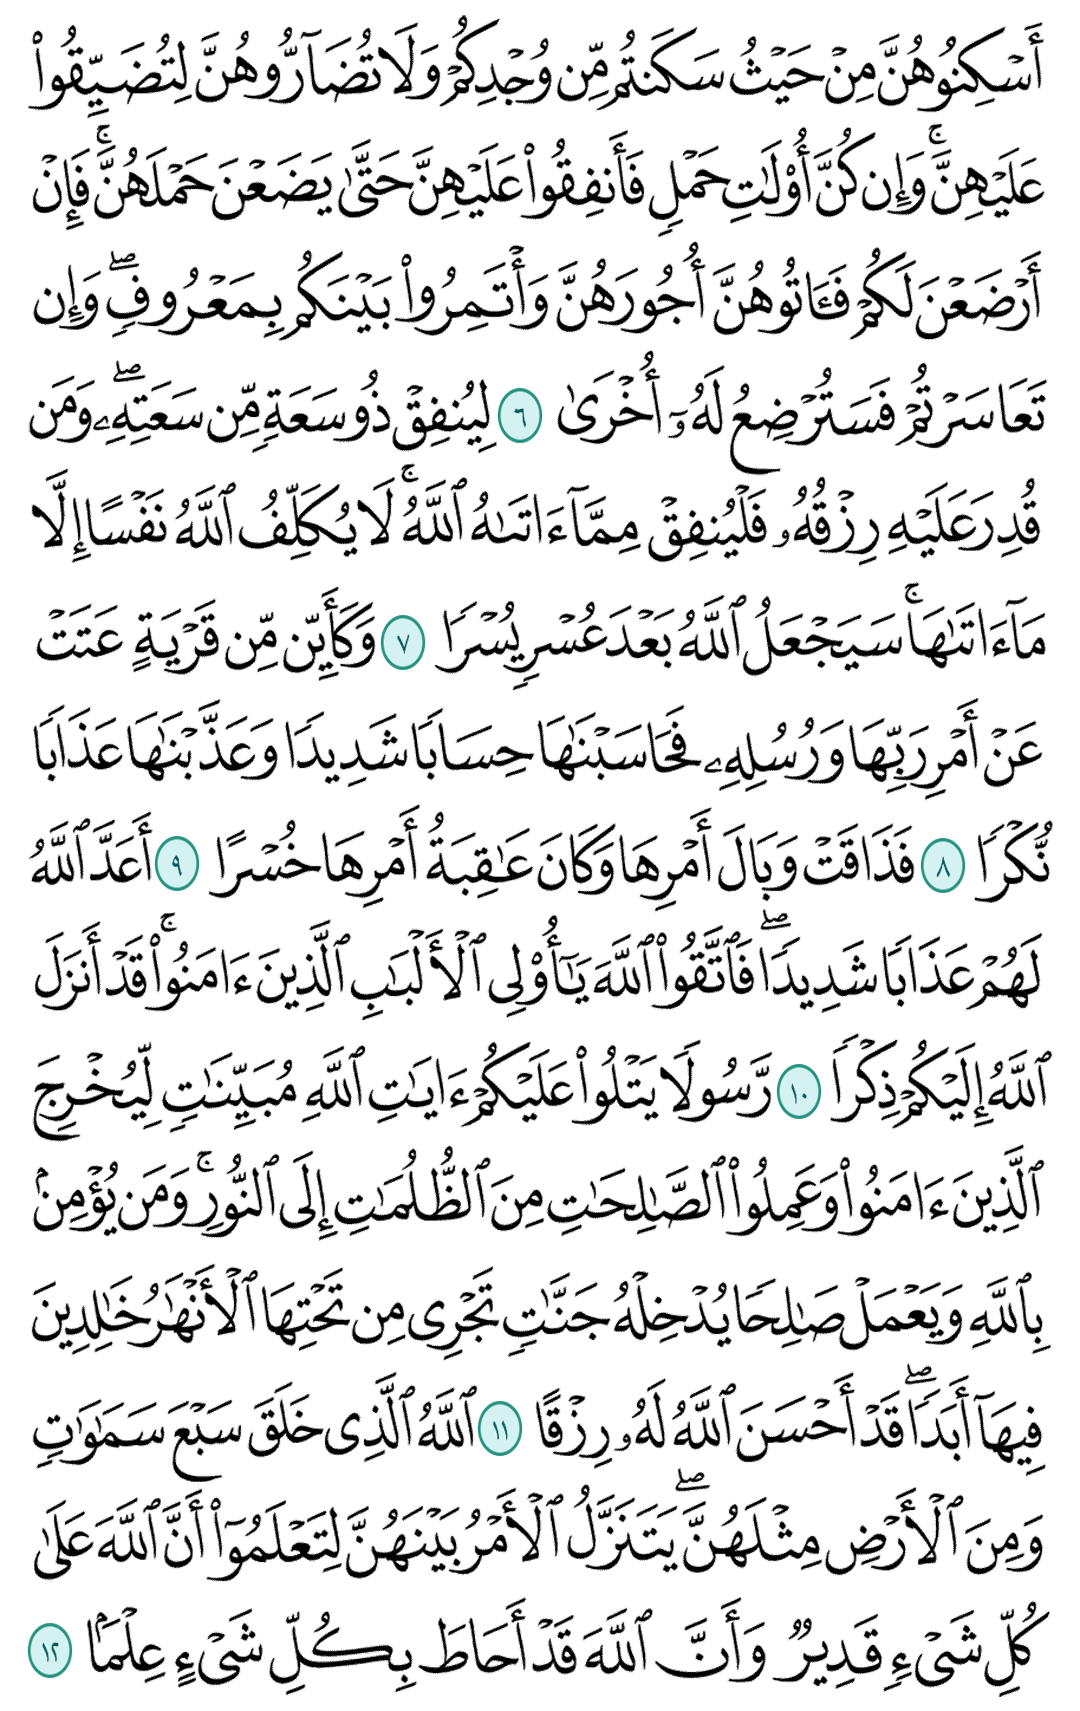 أَسۡكِنُوهُنَّ مِنۡ حَيۡثُ سَكَنتُم مِّن وُجۡدِكُمۡ وَلَا تُضَآرُّوهُنَّ لِتُضَيِّقُواْ
عَلَيۡهِنَّۚ وَإِن كُنَّ أُوْلَٰتِ حَمۡلٖ فَأَنفِقُواْ عَلَيۡهِنَّ حَتَّىٰ يَضَعۡنَ حَمۡلَهُنَّۚ فَإِنۡ
أَرۡضَعۡنَ لَكُمۡ فَـَٔاتُوهُنَّ أُجُورَهُنَّ وَأۡتَمِرُواْ بَيۡنَكُم بِمَعۡرُوفٖۖ وَإِن
تَعَاسَرۡتُمۡ فَسَتُرۡضِعُ لَهُۥٓ أُخۡرَىٰ ٦ لِيُنفِقۡ ذُو سَعَةٖ مِّن سَعَتِهِۦۖ وَمَن
قُدِرَ عَلَيۡهِ رِزۡقُهُۥ فَلۡيُنفِقۡ مِمَّآ ءَاتَىٰهُ ٱللَّهُۚ لَا يُكَلِّفُ ٱللَّهُ نَفۡسًا إِلَّا
مَآ ءَاتَىٰهَاۚ سَيَجۡعَلُ ٱللَّهُ بَعۡدَ عُسۡرٖ يُسۡرٗا ٧ وَكَأَيِّن مِّن قَرۡيَةٍ عَتَتۡ
عَنۡ أَمۡرِ رَبِّهَا وَرُسُلِهِۦ فَحَاسَبۡنَٰهَا حِسَابٗا شَدِيدٗا وَعَذَّبۡنَٰهَا عَذَابٗا
نُّكۡرٗا ٨ فَذَاقَتۡ وَبَالَ أَمۡرِهَا وَكَانَ عَٰقِبَةُ أَمۡرِهَا خُسۡرًا ٩ أَعَدَّ ٱللَّهُ
لَهُمۡ عَذَابٗا شَدِيدٗاۖ فَٱتَّقُواْ ٱللَّهَ يَٰٓأُوْلِي ٱلۡأَلۡبَٰبِ ٱلَّذِينَ ءَامَنُواْۚ قَدۡ أَنزَلَ
ٱللَّهُ إِلَيۡكُمۡ ذِكۡرٗا ١٠ رَّسُولٗا يَتۡلُواْ عَلَيۡكُمۡ ءَايَٰتِ ٱللَّهِ مُبَيِّنَٰتٖ لِّيُخۡرِجَ
ٱلَّذِينَ ءَامَنُواْ وَعَمِلُواْ ٱلصَّٰلِحَٰتِ مِنَ ٱلظُّلُمَٰتِ إِلَى ٱلنُّورِۚ وَمَن يُؤۡمِنۢ
بِٱللَّهِ وَيَعۡمَلۡ صَٰلِحٗا يُدۡخِلۡهُ جَنَّٰتٖ تَجۡرِي مِن تَحۡتِهَا ٱلۡأَنۡهَٰرُ خَٰلِدِينَ
فِيهَآ أَبَدٗاۖ قَدۡ أَحۡسَنَ ٱللَّهُ لَهُۥ رِزۡقًا ١١ ٱللَّهُ ٱلَّذِي خَلَقَ سَبۡعَ سَمَٰوَٰتٖ
وَمِنَ ٱلۡأَرۡضِ مِثۡلَهُنَّۖ يَتَنَزَّلُ ٱلۡأَمۡرُ بَيۡنَهُنَّ لِتَعۡلَمُوٓاْ أَنَّ ٱللَّهَ عَلَىٰ
كُلِّ شَيۡءٖ قَدِيرٞ وَأَنَّ ٱللَّهَ قَدۡ أَحَاطَ بِكُلِّ شَيۡءٍ عِلۡمَۢا ١٢